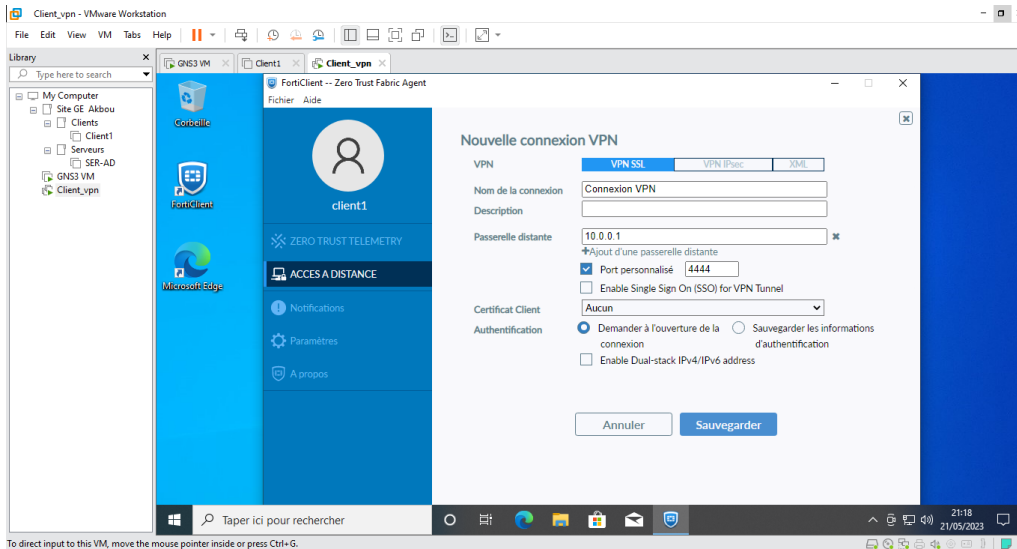 Client_vpn - VMware Workstation
File Edit View VM Tabs Help
Library
Type here to search
My Computer
Site GE Akbou
Clients
Client1
Serveurs
SER-AD
GNS3 VM
Client_vpn
GNS3 VM
Client1
Client_vpn
Corbeille
FortiClient
Microsoft Edge
FortiClient -- Zero Trust Fabric Agent
Fichier Aide
client1
ZERO TRUST TELEMETRY
ACCES A DISTANCE
Notifications
Paramètres
A propos
Nouvelle connexion VPN
VPN VPN SSL VPN IPsec XML
Nom de la connexion Connexion VPN
Description
Passerelle distante 10.0.0.1
+Ajout d'une passerelle distante
Port personnalisé 4444
Enable Single Sign On (SSO) for VPN Tunnel
Certificat Client Aucun
Authentification Demander à l'ouverture de la connexion Sauvegarder les informations d'authentification
Enable Dual-stack IPv4/IPv6 address
Annuler Sauvegarder
Taper ici pour rechercher
21:18
21/05/2023
To direct input to this VM, move the mouse pointer inside or press Ctrl+G.